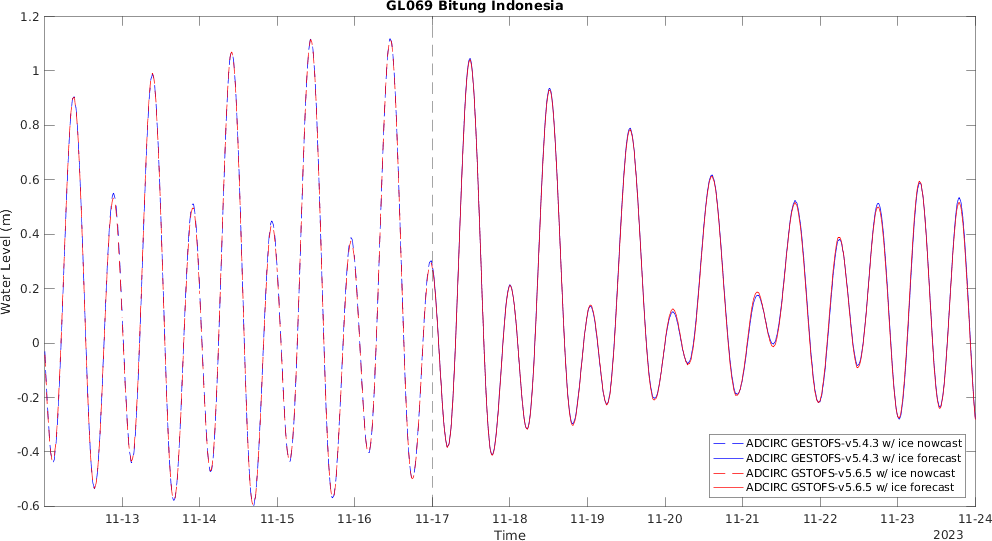 GL069 Bitung Indonesia
1.2
1
0.8
0.6
0.4
0.2
0
-0.2
-0.4
-0.6
Water Level (m)
11-13 11-14 11-15 11-16 11-17 11-18 11-19 11-20 11-21 11-22 11-23 11-24
Time
2023
ADCIRC GESTOFS-v5.4.3 w/ ice nowcast
ADCIRC GESTOFS-v5.4.3 w/ ice forecast
ADCIRC GSTOFS-v5.6.5 w/ ice nowcast
ADCIRC GSTOFS-v5.6.5 w/ ice forecast